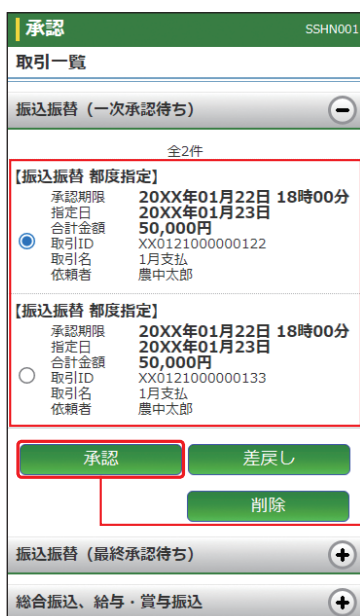 承認 SSHN001
取引一覧
振込振替（一次承認待ち）
全2件
【振込振替 都度指定】
承認期限 20XX年01月22日 18時00分
指定日 20XX年01月23日
合計金額 50,000円
取引ID XX0121000000122
取引名 1月支払
依頼者 農中太郎
【振込振替 都度指定】
承認期限 20XX年01月22日 18時00分
指定日 20XX年01月23日
合計金額 50,000円
取引ID XX0121000000133
取引名 1月支払
依頼者 農中太郎
承認 差戻し
削除
振込振替（最終承認待ち）
総合振込、給与・賞与振込